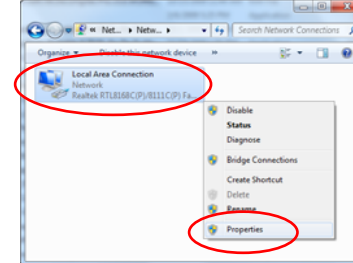 « Net... ▸ Netw... ▸ Search Network Connections
Organize ▾ Disable this network device »
Local Area Connection
Network
Realtek RTL8168C(P)/8111C(P) Fa...
Disable
Status
Diagnose
Bridge Connections
Create Shortcut
Delete
Rename
Properties